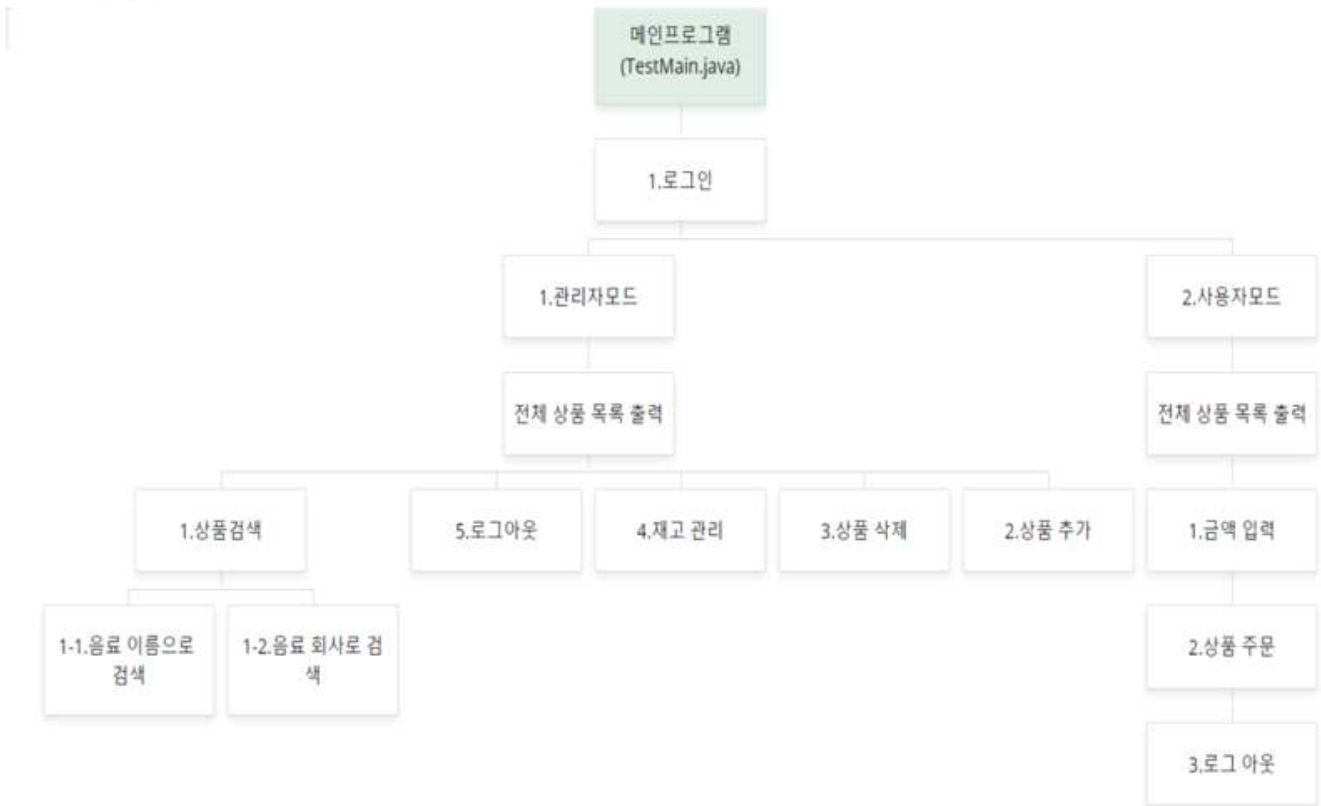 메인프로그램
(TestMain.java)
1.로그인
1.관리자모드
2.사용자모드
전체 상품 목록 출력
전체 상품 목록 출력
1.상품검색
5.로그아웃
4.재고 관리
3.상품 삭제
2.상품 추가
1.금액 입력
1-1.음료 이름으로
검색
1-2.음료 회사로 검
색
2.상품 주문
3.로그 아웃